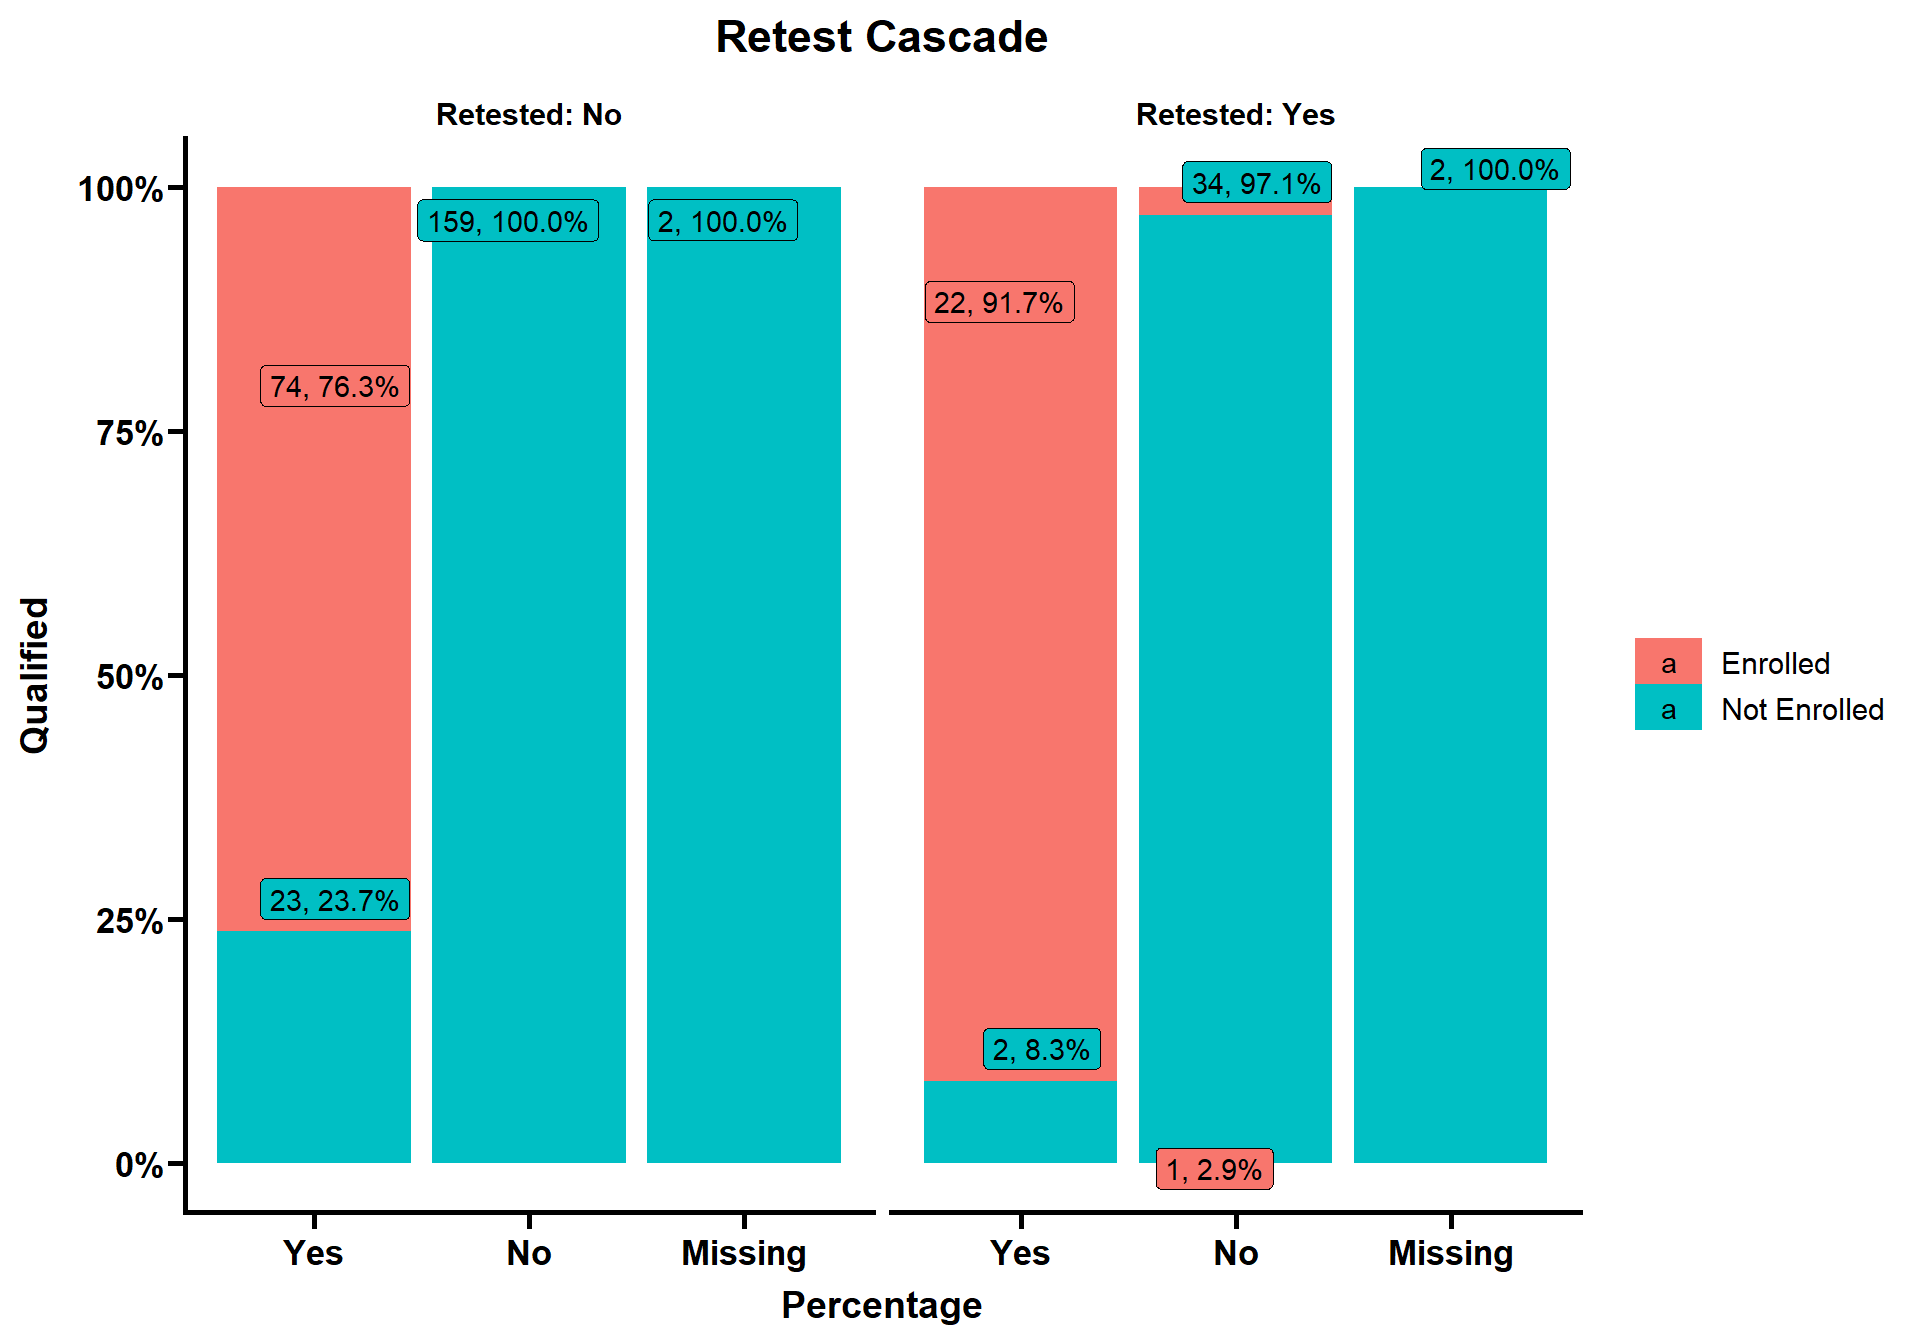 Retest Cascade
Retested: No
Retested: Yes
100%
75%
50%
25%
0%
Qualified
74, 76.3%
23, 23.7%
159, 100.0%
2, 100.0%
22, 91.7%
2, 8.3%
34, 97.1%
1, 2.9%
2, 100.0%
Yes
No
Missing
Yes
No
Missing
Percentage
a Enrolled
a Not Enrolled